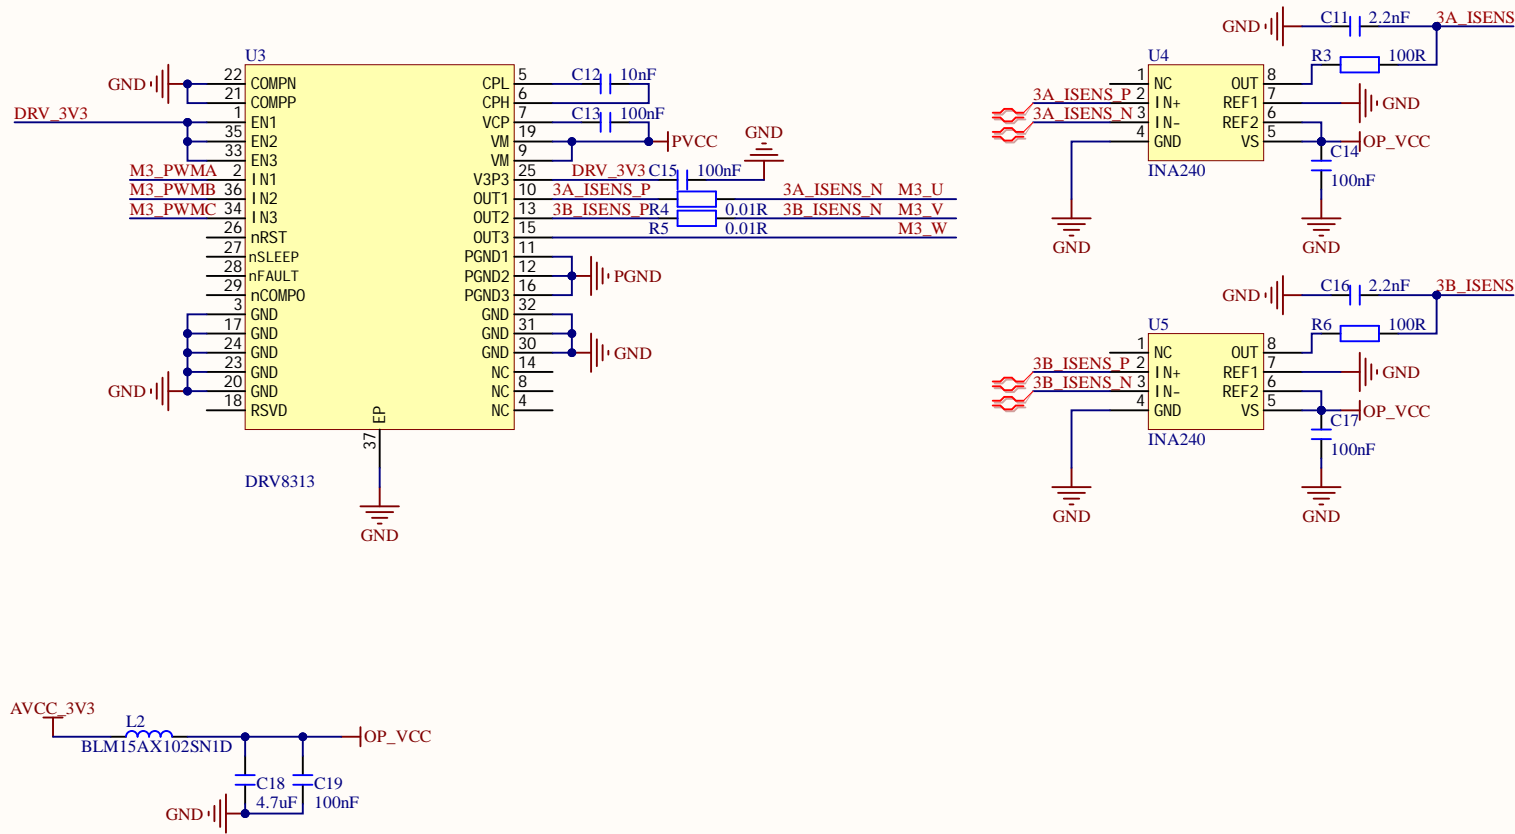 U3
GND
22 COMPN CPL 5 C12 10nF
21 COMPP CPH 6
DRV_3V3 1 EN1 VCP 7 C13 100nF
35 EN2 VM 19 PVCC
33 EN3 VM 9
M3_PWMA 2 IN1 V3P3 25 DRV_3V3 C15 100nF GND
M3_PWMB 36 IN2 OUT1 10 3A_ISENS_P 3A_ISENS_N M3_U
M3_PWMC 34 IN3 OUT2 13 3B_ISENS_P R4 0.01R 3B_ISENS_N M3_V
26 nRST OUT3 15 R5 0.01R M3_W
27 nSLEEP PGND1 11
28 nFAULT PGND2 12 PGND
29 nCOMPO PGND3 16
3 GND GND 32
17 GND GND 31
24 GND GND 30 GND
23 GND NC 14
GND 20 GND NC 8
18 RSVD NC 4
EP
37
DRV8313
GND
GND C11 2.2nF 3A_ISENS
U4 R3 100R
1 NC OUT 8
3A_ISENS_P 2 IN+ REF1 7 GND
3A_ISENS_N 3 IN- REF2 6
4 GND VS 5 OP_VCC
C14
INA240 100nF
GND GND
GND C16 2.2nF 3B_ISENS
U5 R6 100R
1 NC OUT 8
3B_ISENS_P 2 IN+ REF1 7 GND
3B_ISENS_N 3 IN- REF2 6
4 GND VS 5 OP_VCC
C17
INA240 100nF
GND GND
AVCC_3V3
L2
BLM15AX102SN1D
OP_VCC
C18 C19
4.7uF 100nF
GND